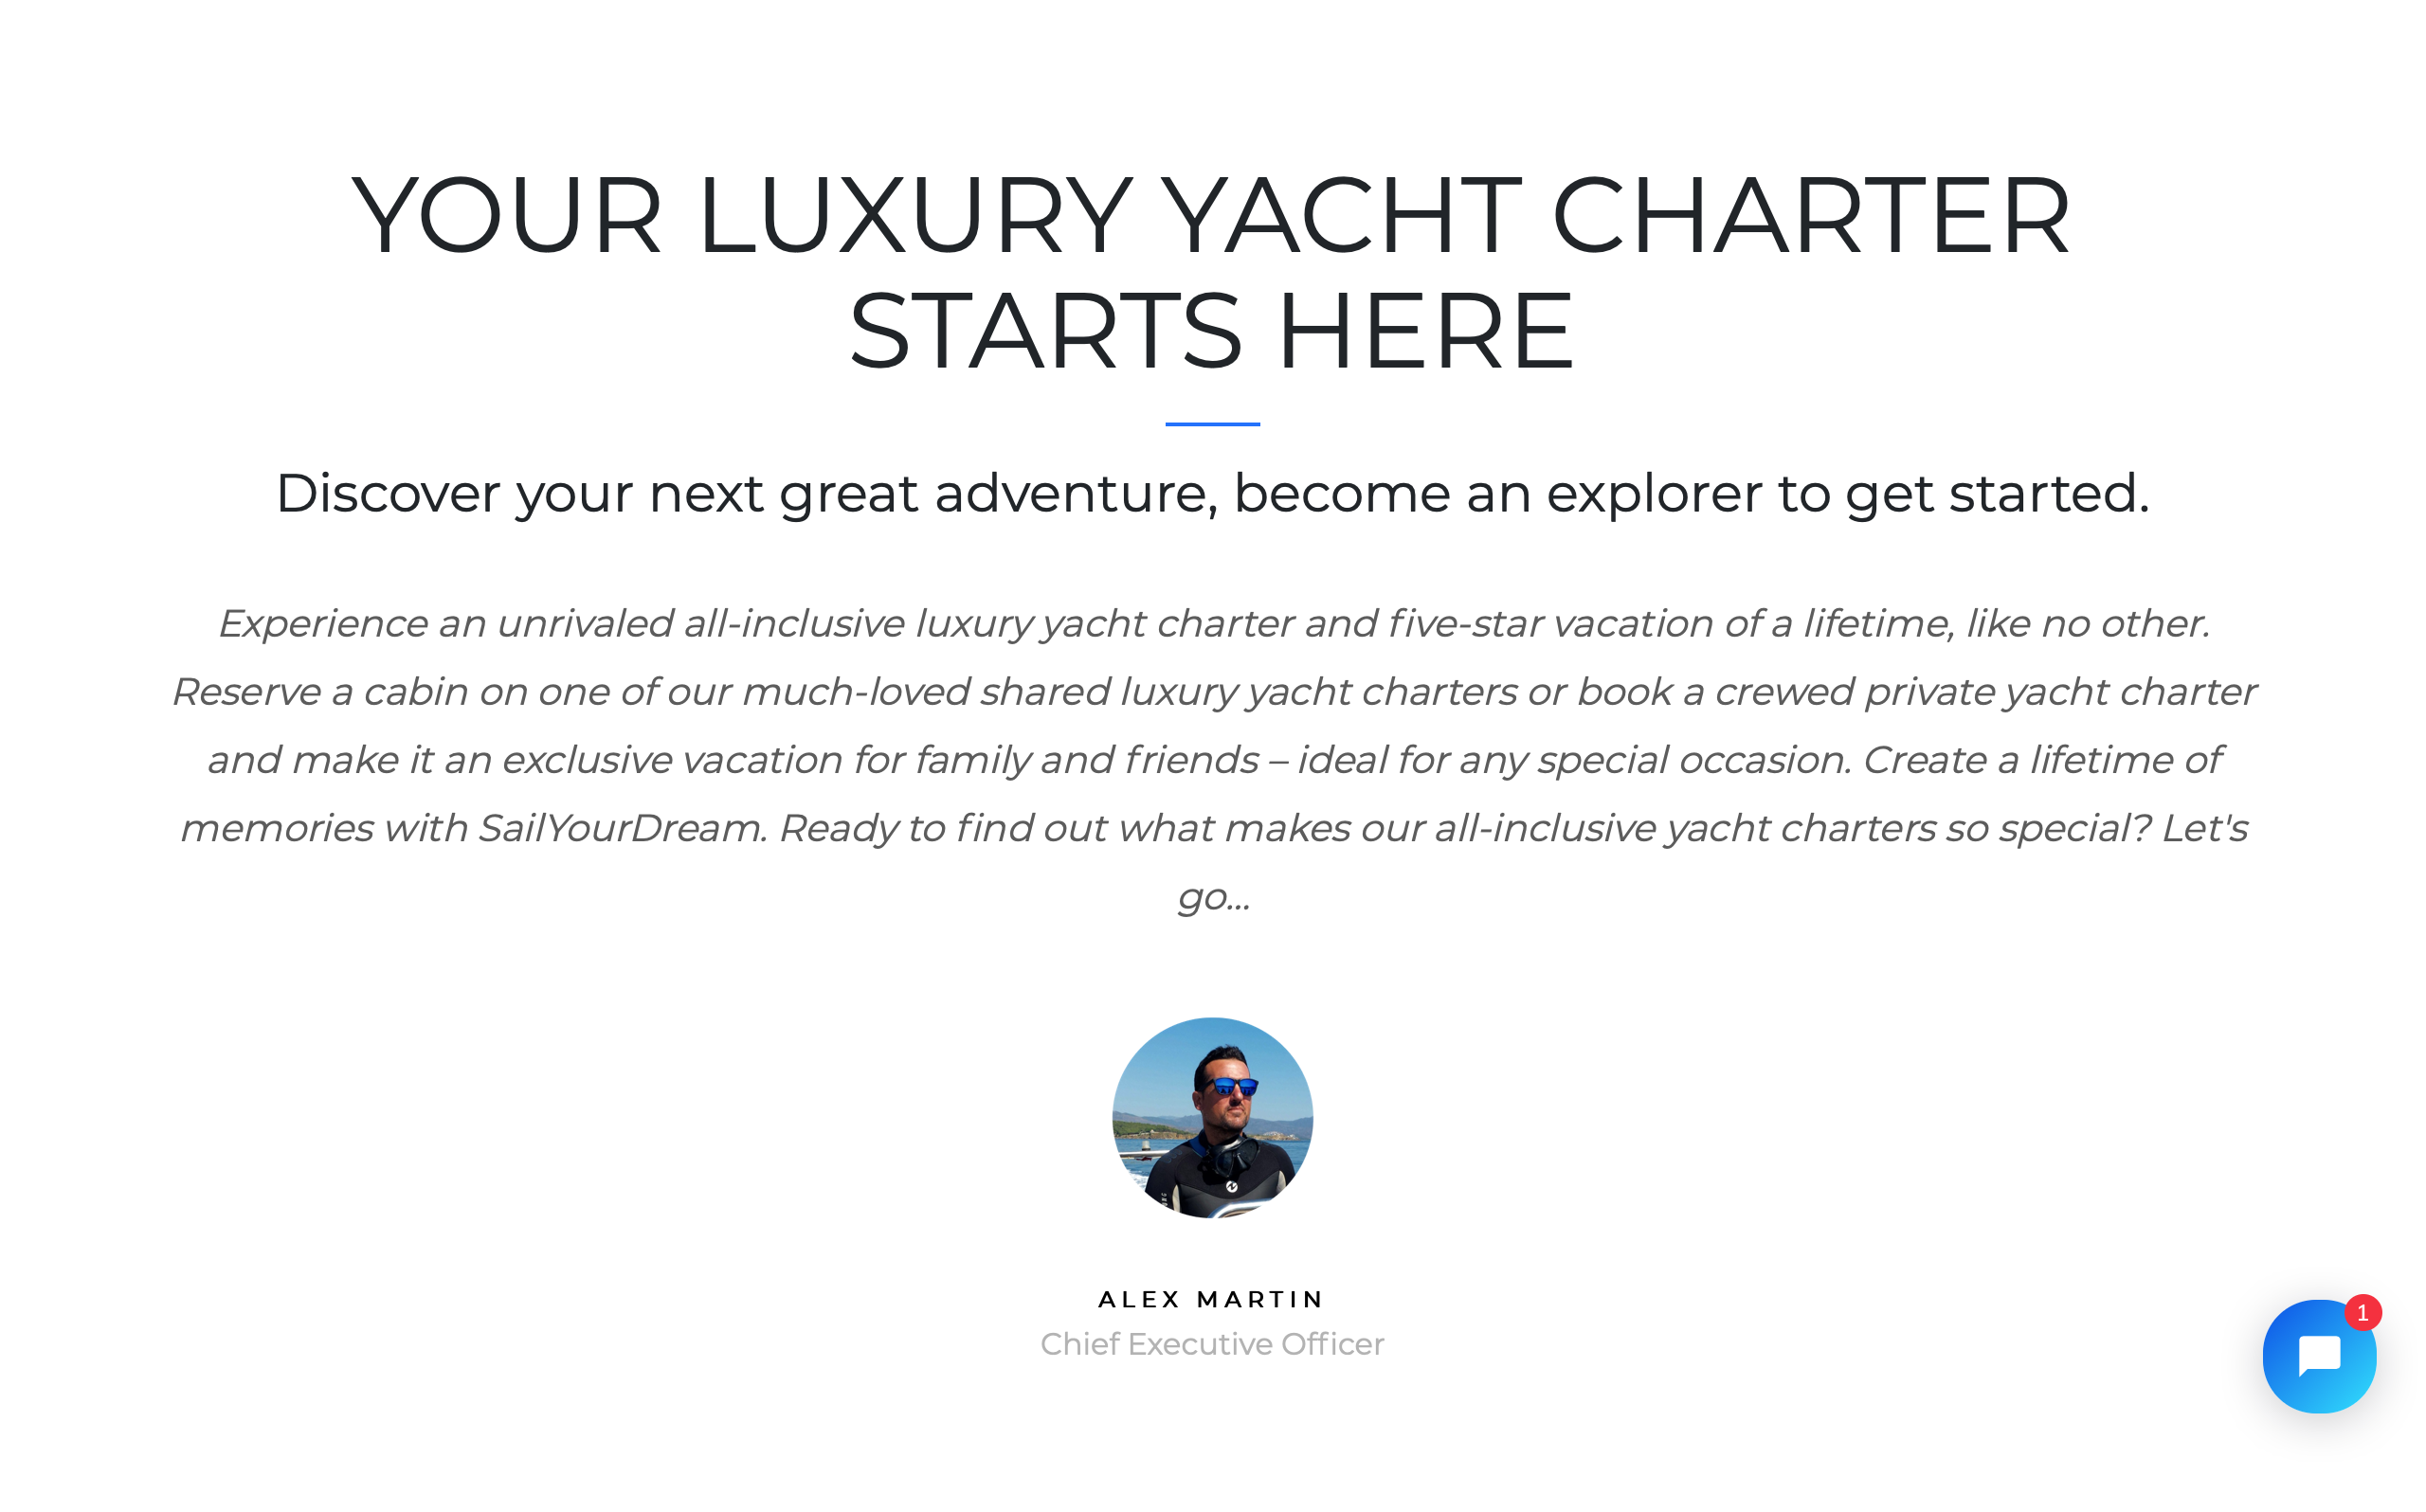 YOUR LUXURY YACHT CHARTER
STARTS HERE
Discover your next great adventure, become an explorer to get started.
Experience an unrivaled all-inclusive luxury yacht charter and five-star vacation of a lifetime, like no other.
Reserve a cabin on one of our much-loved shared luxury yacht charters or book a crewed private yacht charter
and make it an exclusive vacation for family and friends – ideal for any special occasion. Create a lifetime of
memories with SailYourDream. Ready to find out what makes our all-inclusive yacht charters so special? Let's
go...
ALEX MARTIN
Chief Executive Officer
1